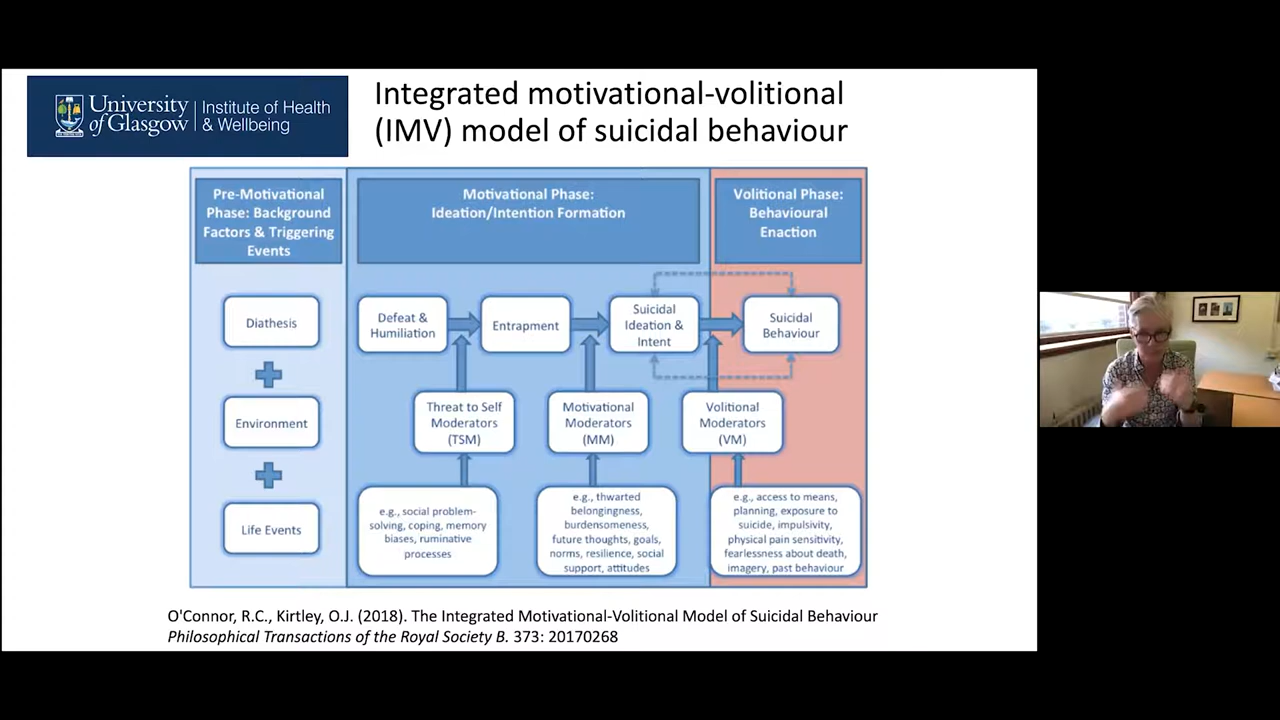 University
of Glasgow
Institute of Health
& Wellbeing
Integrated motivational-volitional
(IMV) model of suicidal behaviour
Pre-Motivational
Phase: Background
Factors & Triggering
Events
Motivational Phase:
Ideation/Intention Formation
Volitional Phase:
Behavioural
Enaction
Diathesis
Defeat &
Humiliation
Entrapment
Suicidal
Ideation &
Intent
Suicidal
Behaviour
Environment
Threat to Self
Moderators
(TSM)
Motivational
Moderators
(MM)
Volitional
Moderators
(VM)
Life Events
e.g., social problem-
solving, coping, memory
biases, ruminative
processes
e.g., thwarted
belongingness,
burdensomeness,
future thoughts, goals,
norms, resilience, social
support, attitudes
e.g., access to means,
planning, exposure to
suicide, impulsivity,
physical pain sensitivity,
fearlessness about death,
imagery, past behaviour
O'Connor, R.C., Kirtley, O.J. (2018). The Integrated Motivational-Volitional Model of Suicidal Behaviour
Philosophical Transactions of the Royal Society B. 373: 20170268